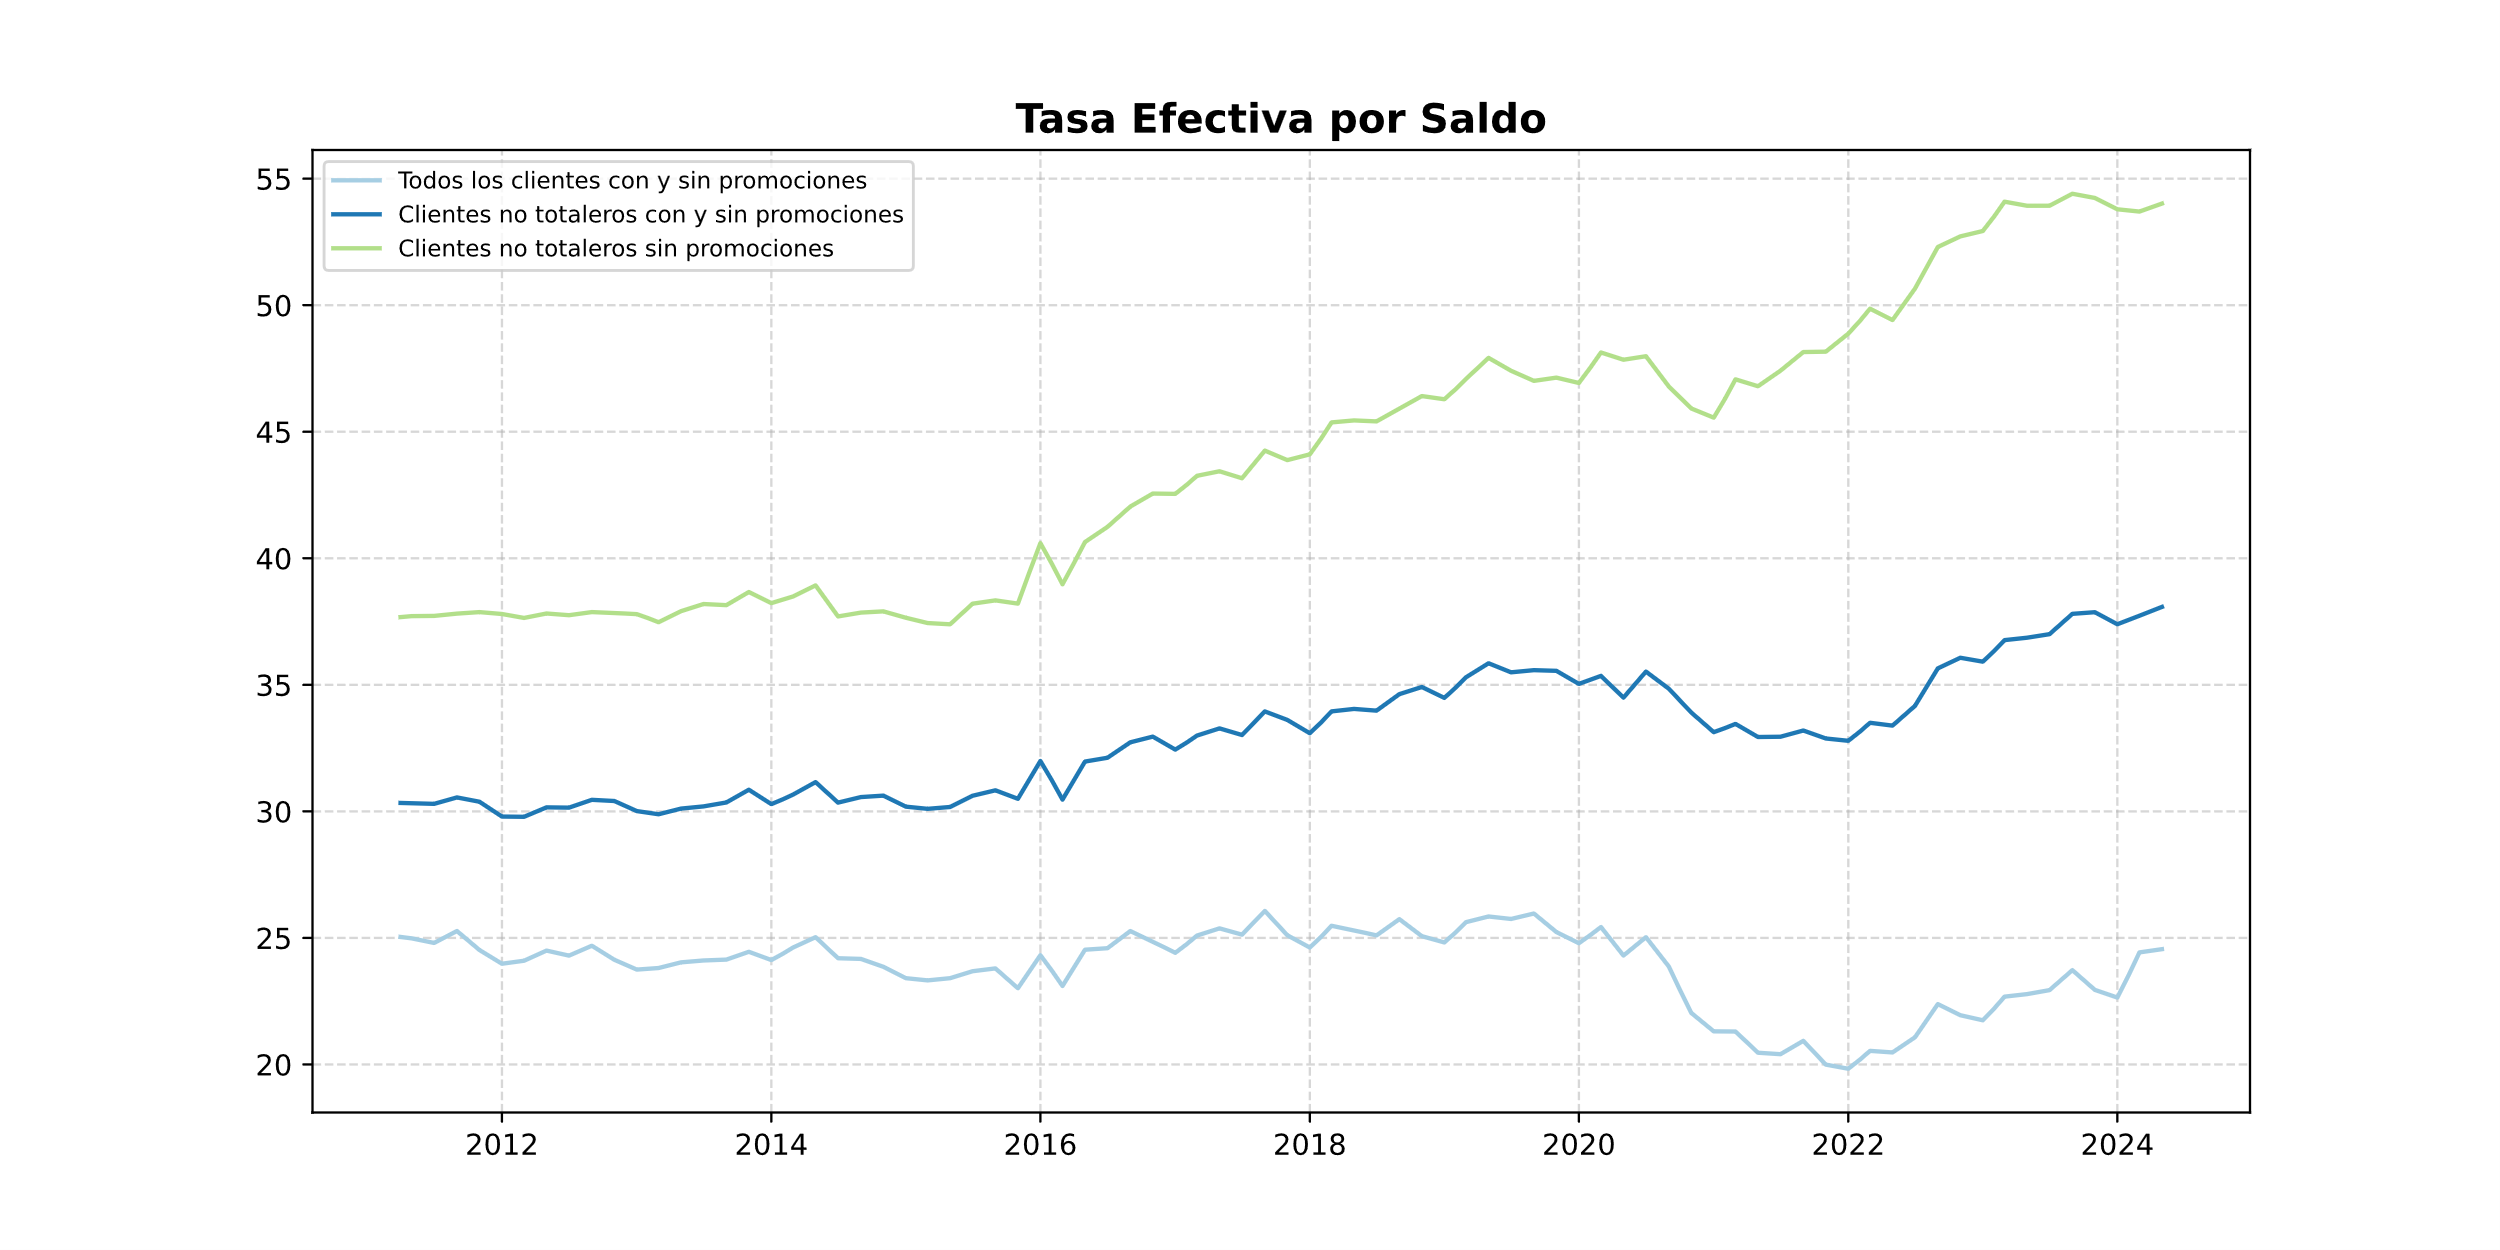 Tasa Efectiva por Saldo
Todos los clientes con y sin promociones
Clientes no totaleros con y sin promociones
Clientes no totaleros sin promociones
55
50
45
40
35
30
25
20
2012 2014 2016 2018 2020 2022 2024